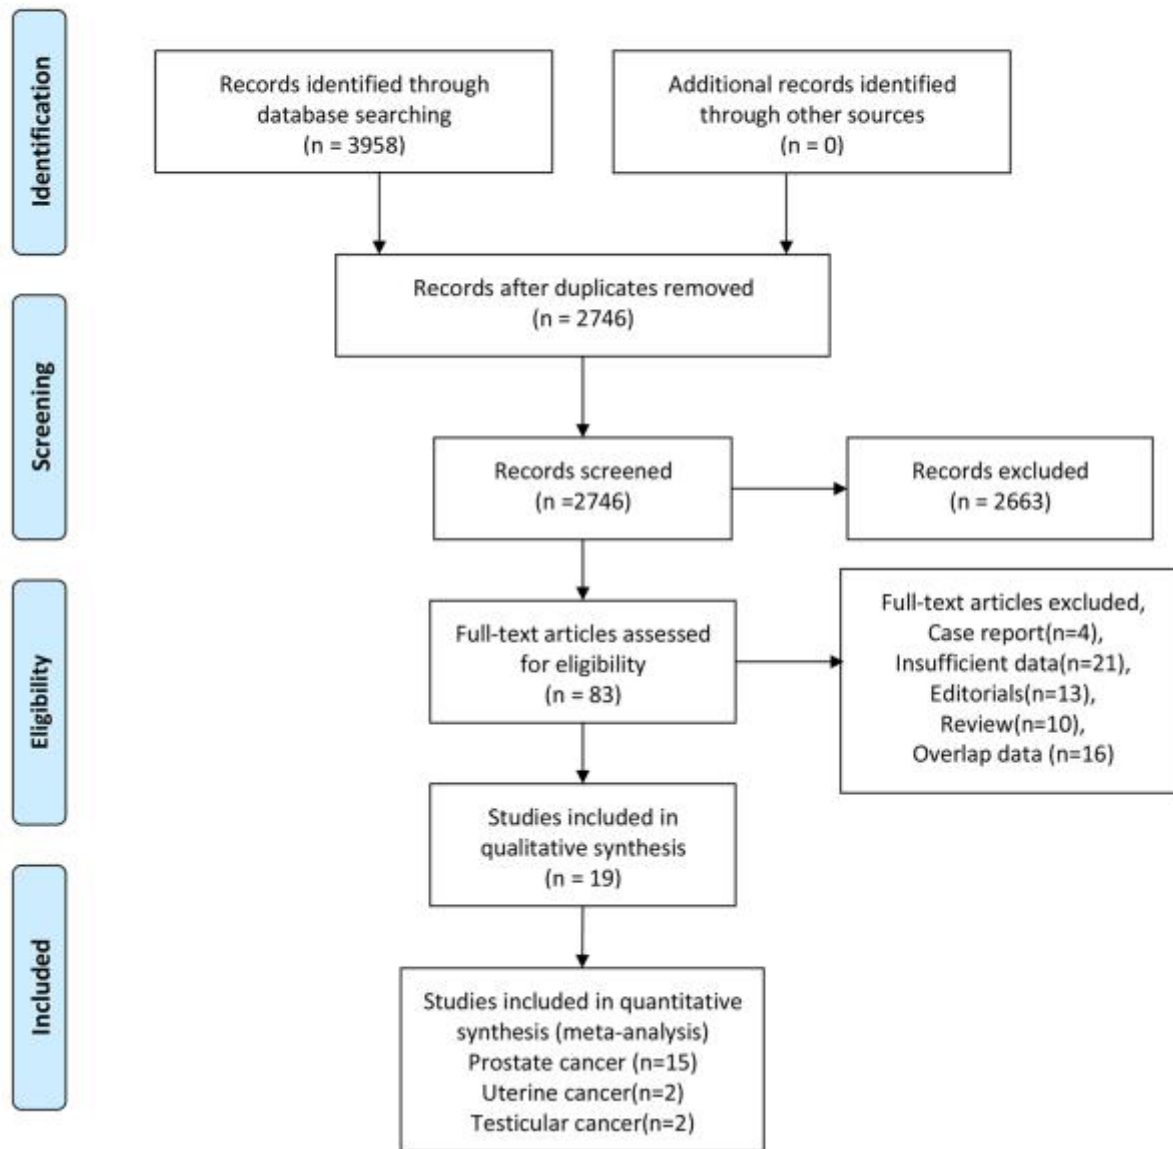 Identification
Records identified through
database searching
(n = 3958)
Additional records identified
through other sources
(n = 0)
Records after duplicates removed
(n = 2746)
Screening
Records screened
(n =2746)
Records excluded
(n = 2663)
Eligibility
Full-text articles assessed
for eligibility
(n = 83)
Full-text articles excluded,
Case report(n=4),
Insufficient data(n=21),
Editorials(n=13),
Review(n=10),
Overlap data (n=16)
Studies included in
qualitative synthesis
(n = 19)
Included
Studies included in quantitative
synthesis (meta-analysis)
Prostate cancer (n=15)
Uterine cancer(n=2)
Testicular cancer(n=2)